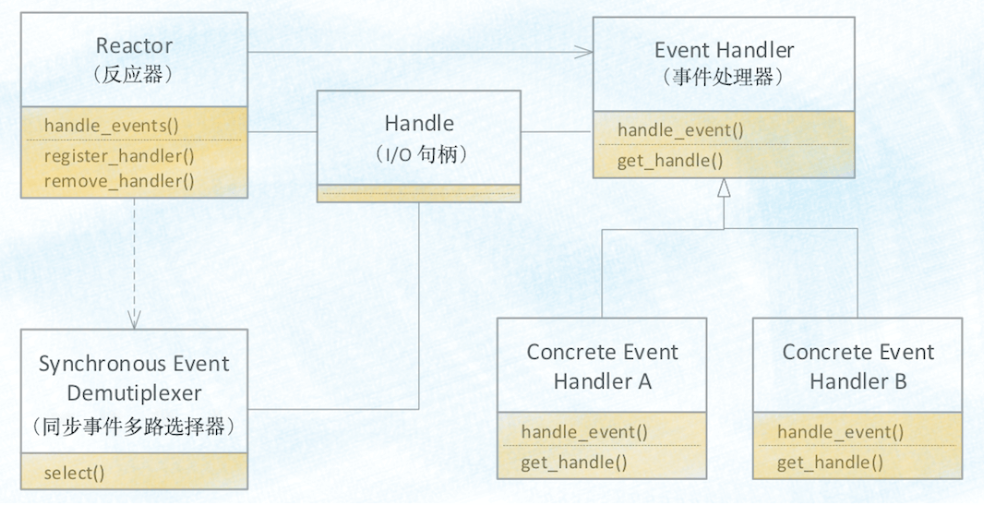 Reactor
（反应器）
handle_events()
register_handler()
remove_handler()
Handle
（I/O 句柄）
Event Handler
（事件处理器）
handle_event()
get_handle()
Synchronous Event
Demutiplexer
（同步事件多路选择器）
select()
Concrete Event
Handler A
handle_event()
get_handle()
Concrete Event
Handler B
handle_event()
get_handle()